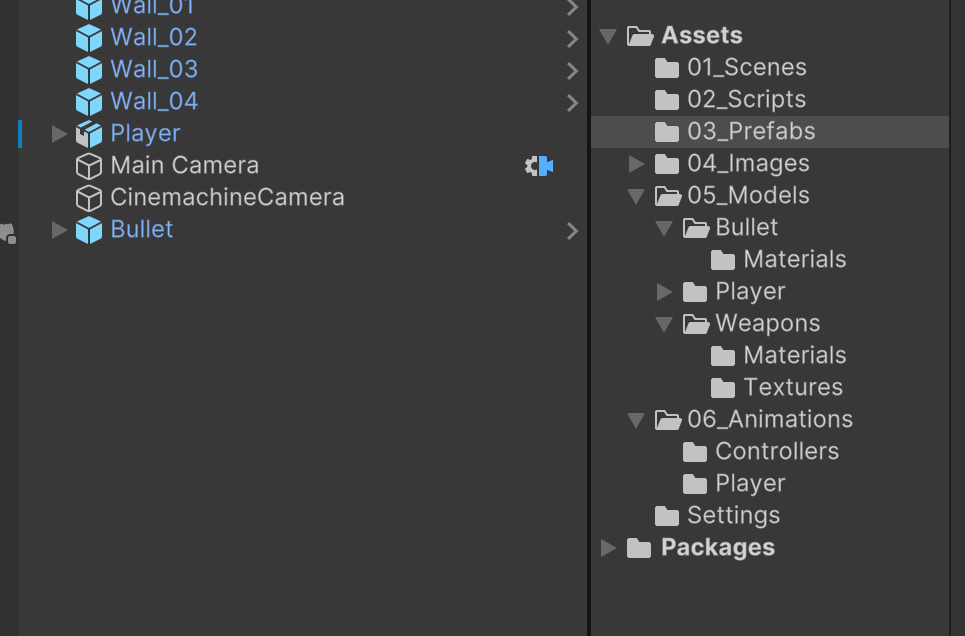 Wall_01
Wall_02
Wall_03
Wall_04
Player
Main Camera
CinemachineCamera
Bullet
Assets
01_Scenes
02_Scripts
03_Prefabs
04_Images
05_Models
Bullet
Materials
Player
Weapons
Materials
Textures
06_Animations
Controllers
Player
Settings
Packages